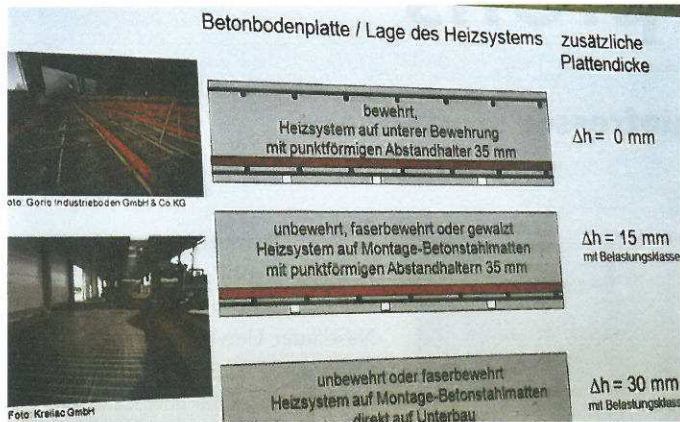 Betonbodenplatte / Lage des Heizsystems
zusätzliche
Plattendicke
bewehrt,
Heizsystem auf unterer Bewehrung
mit punktförmigen Abstandhalter 35 mm
Δh = 0 mm
oto: Goris Industrieboden GmbH & Co.KG
unbewehrt, faserbewehrt oder gewalzt
Heizsystem auf Montage-Betonstahlmatten
mit punktförmigen Abstandhaltern 35 mm
Δh = 15 mm
mit Belastungsklasse
unbewehrt oder faserbewehrt
Heizsystem auf Montage-Betonstahlmatten
direkt auf Unterbau
Δh = 30 mm
mit Belastungsklass
Foto: GmbH